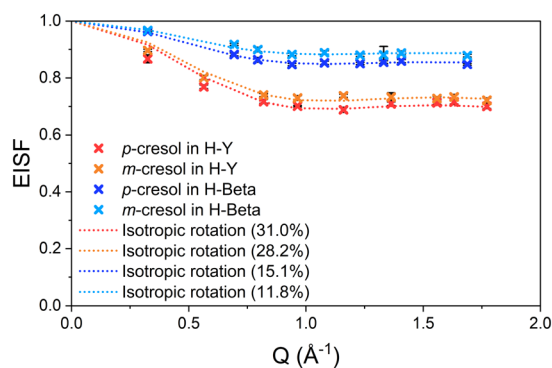 1.0
0.8
0.6
0.4
0.2
0.0
EISF
p-cresol in H-Y
m-cresol in H-Y
p-cresol in H-Beta
m-cresol in H-Beta
Isotropic rotation (31.0%)
Isotropic rotation (28.2%)
Isotropic rotation (15.1%)
Isotropic rotation (11.8%)
0.0 0.5 1.0 1.5 2.0
Q (Å⁻¹)